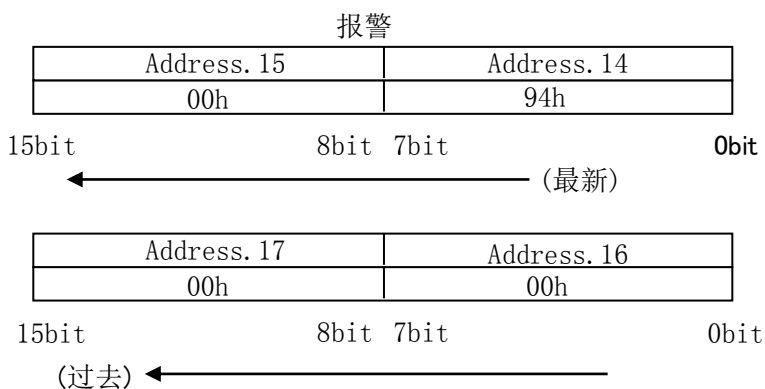 报警
Address.15 Address.14
00h 94h
15bit 8bit 7bit 0bit
(最新)
Address.17 Address.16
00h 00h
15bit 8bit 7bit 0bit
(过去)